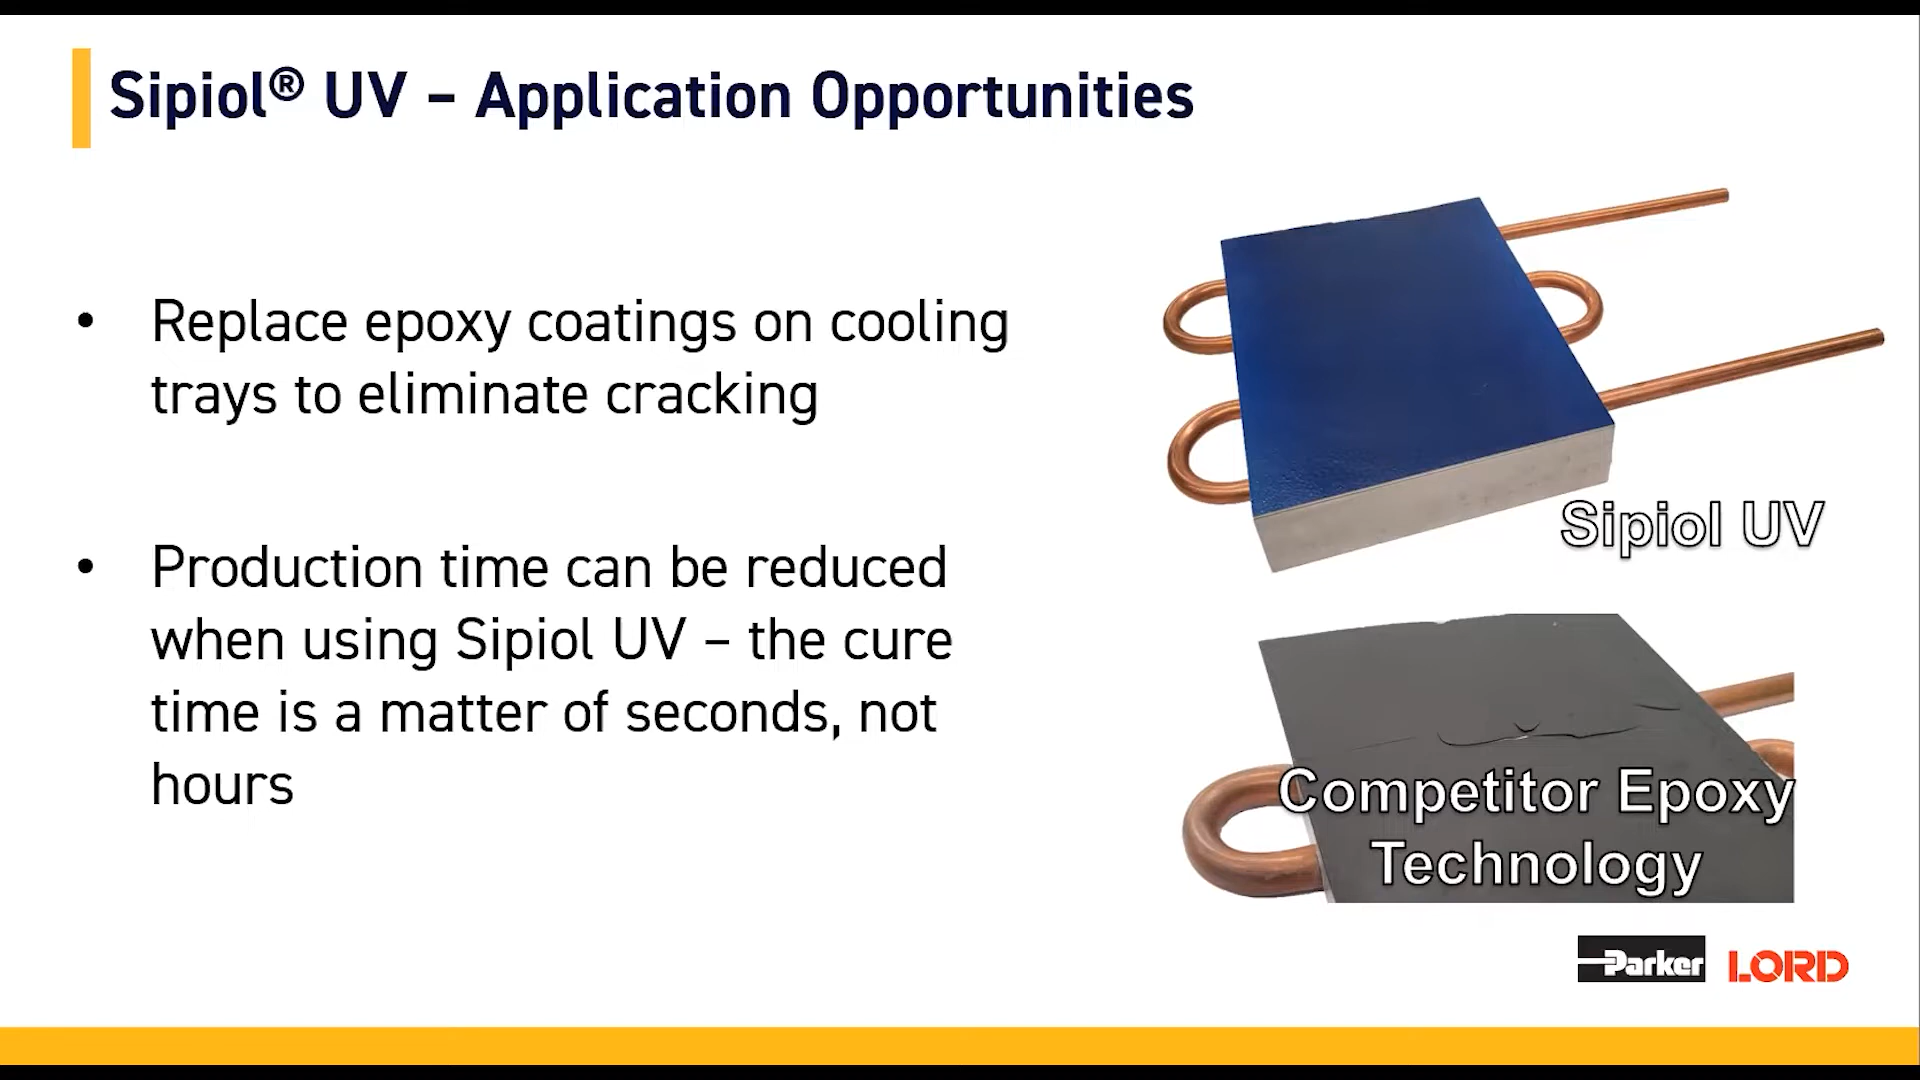 Sipiol® UV – Application Opportunities
• Replace epoxy coatings on cooling
trays to eliminate cracking
• Production time can be reduced
when using Sipiol UV – the cure
time is a matter of seconds, not
hours
Sipiol UV
Competitor Epoxy
Technology
Parker LORD